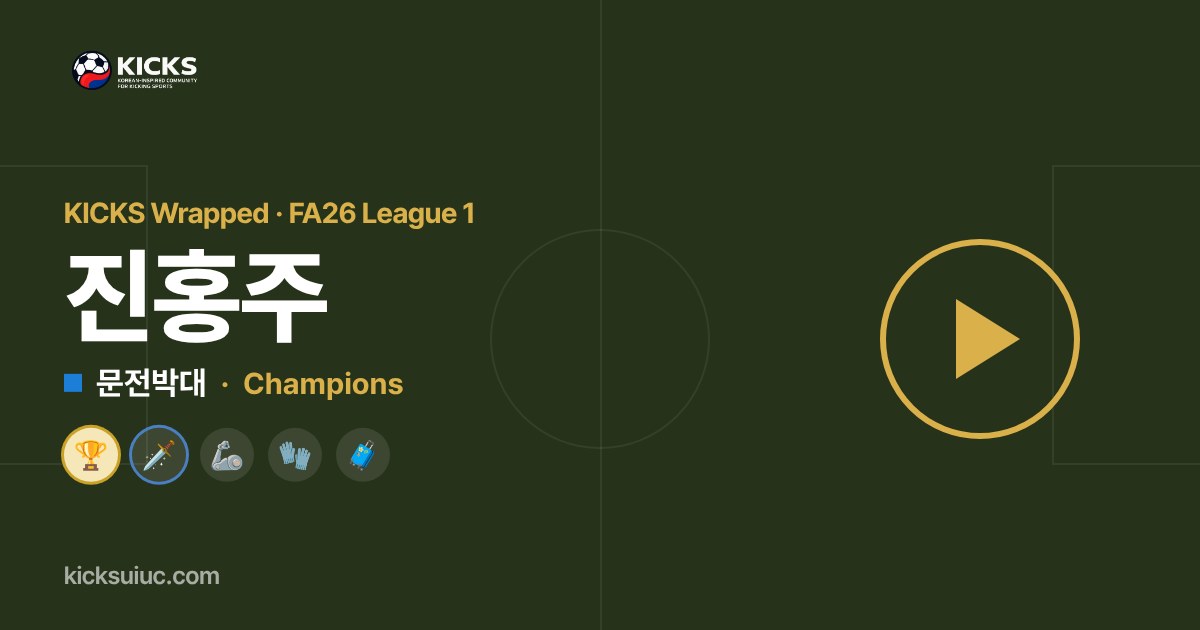 KICKS
KOREAN-INSPIRED COMMUNITY
FOR KICKING SPORTS
KICKS Wrapped · FA26 League 1
진홍주
문전박대 · Champions
kicksuiuc.com